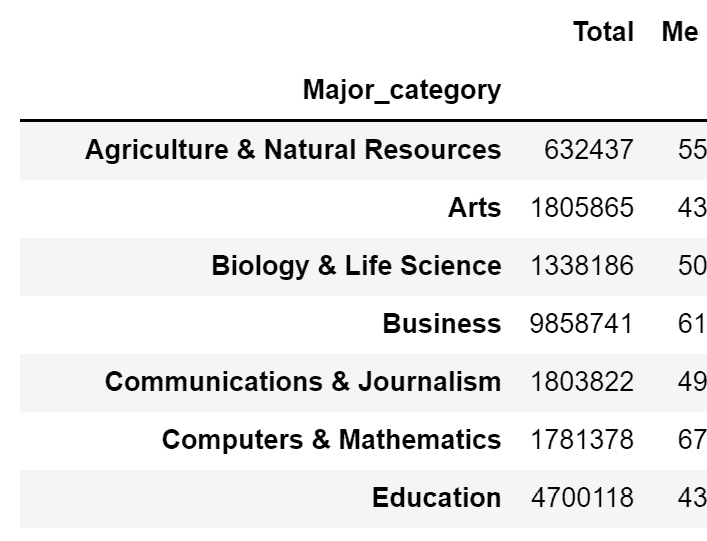 Total Me
Major_category
Agriculture & Natural Resources 632437 55
Arts 1805865 43
Biology & Life Science 1338186 50
Business 9858741 61
Communications & Journalism 1803822 49
Computers & Mathematics 1781378 67
Education 4700118 43